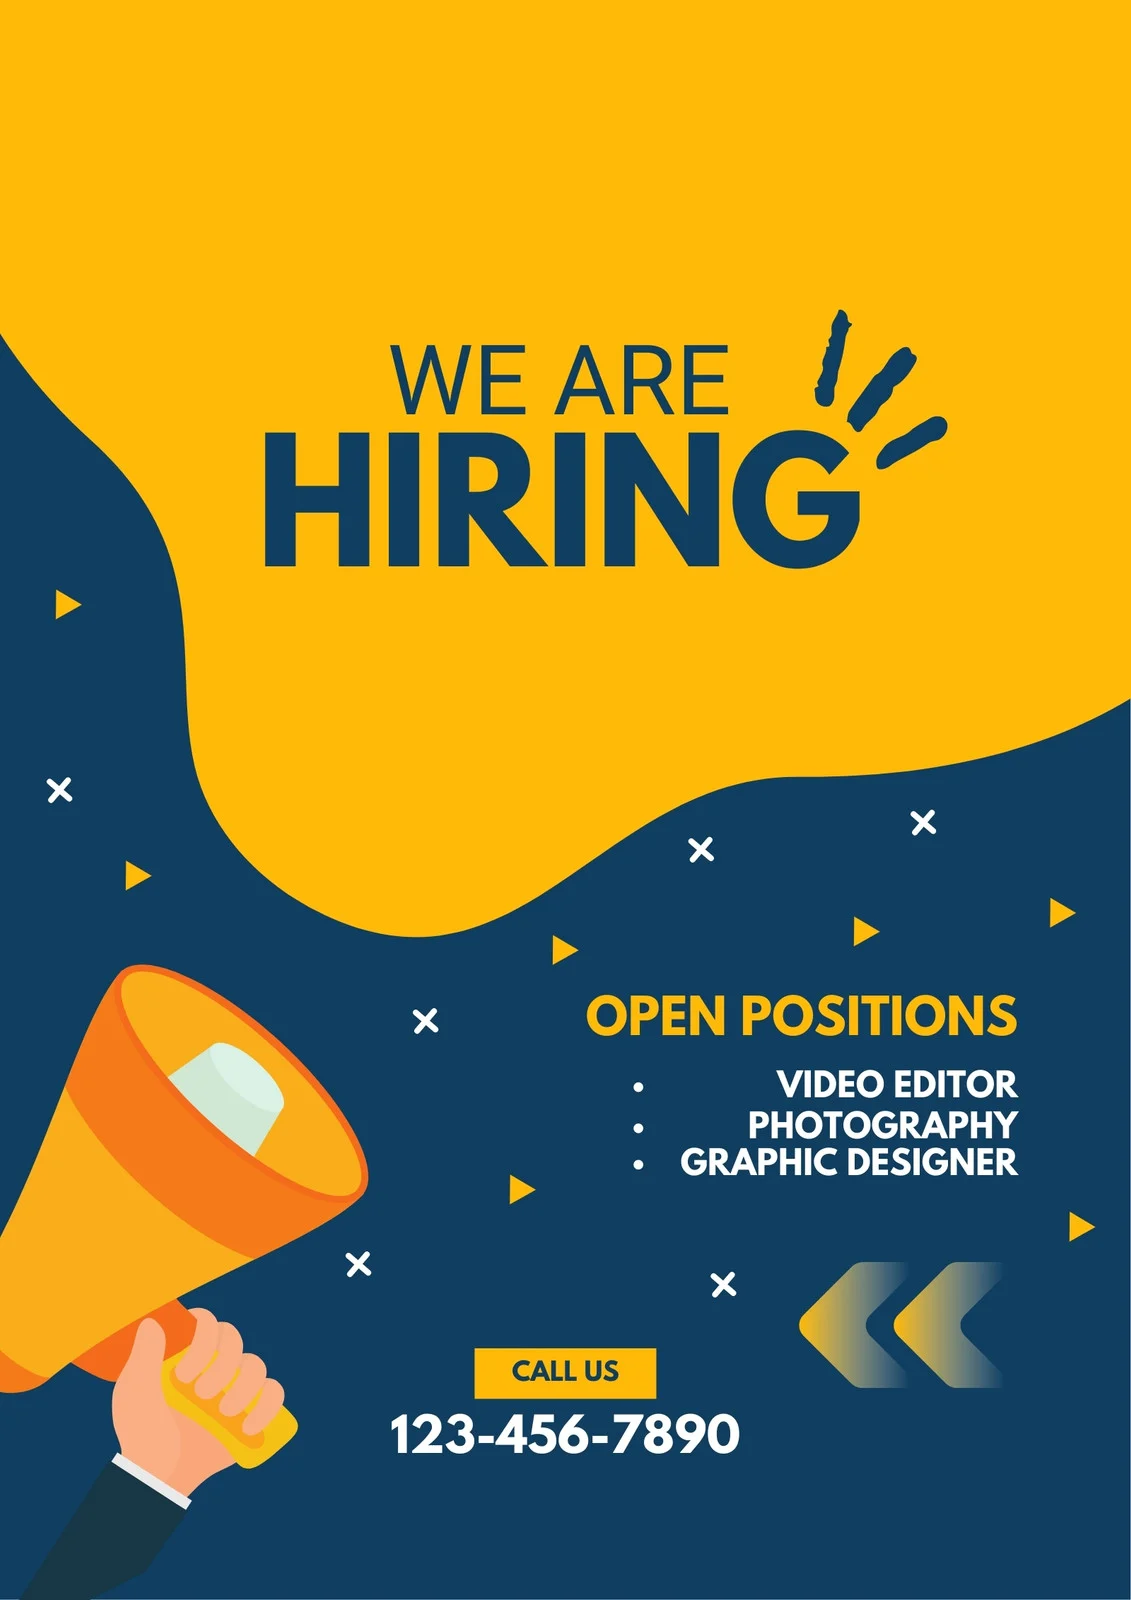 WE ARE
HIRING
OPEN POSITIONS
• VIDEO EDITOR
• PHOTOGRAPHY
• GRAPHIC DESIGNER
CALL US
123-456-7890